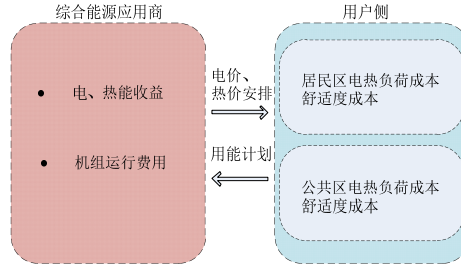 综合能源应用商
用户侧
电、热能收益
机组运行费用
电价、
热价安排
用能计划
居民区电热负荷成本
舒适度成本
公共区电热负荷成本
舒适度成本